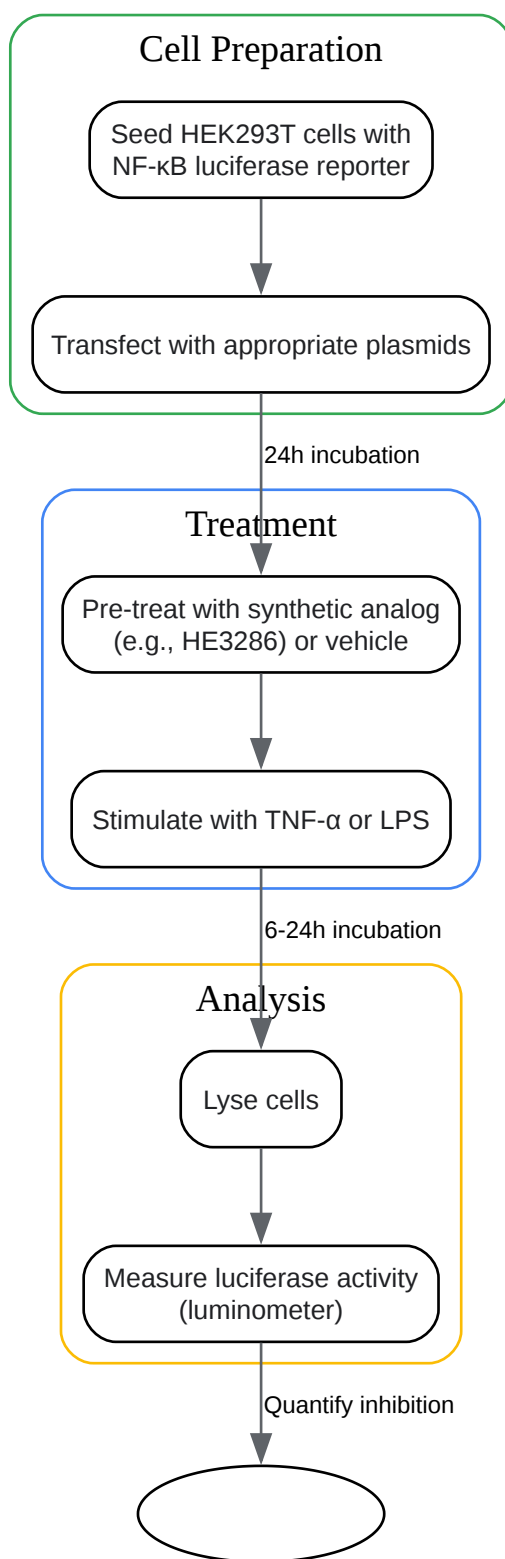 Cell Preparation
Seed HEK293T cells with
NF-κB luciferase reporter
Transfect with appropriate plasmids
24h incubation
Treatment
Pre-treat with synthetic analog
(e.g., HE3286) or vehicle
Stimulate with TNF-α or LPS
6-24h incubation
Analysis
Lyse cells
Measure luciferase activity
(luminometer)
Quantify inhibition